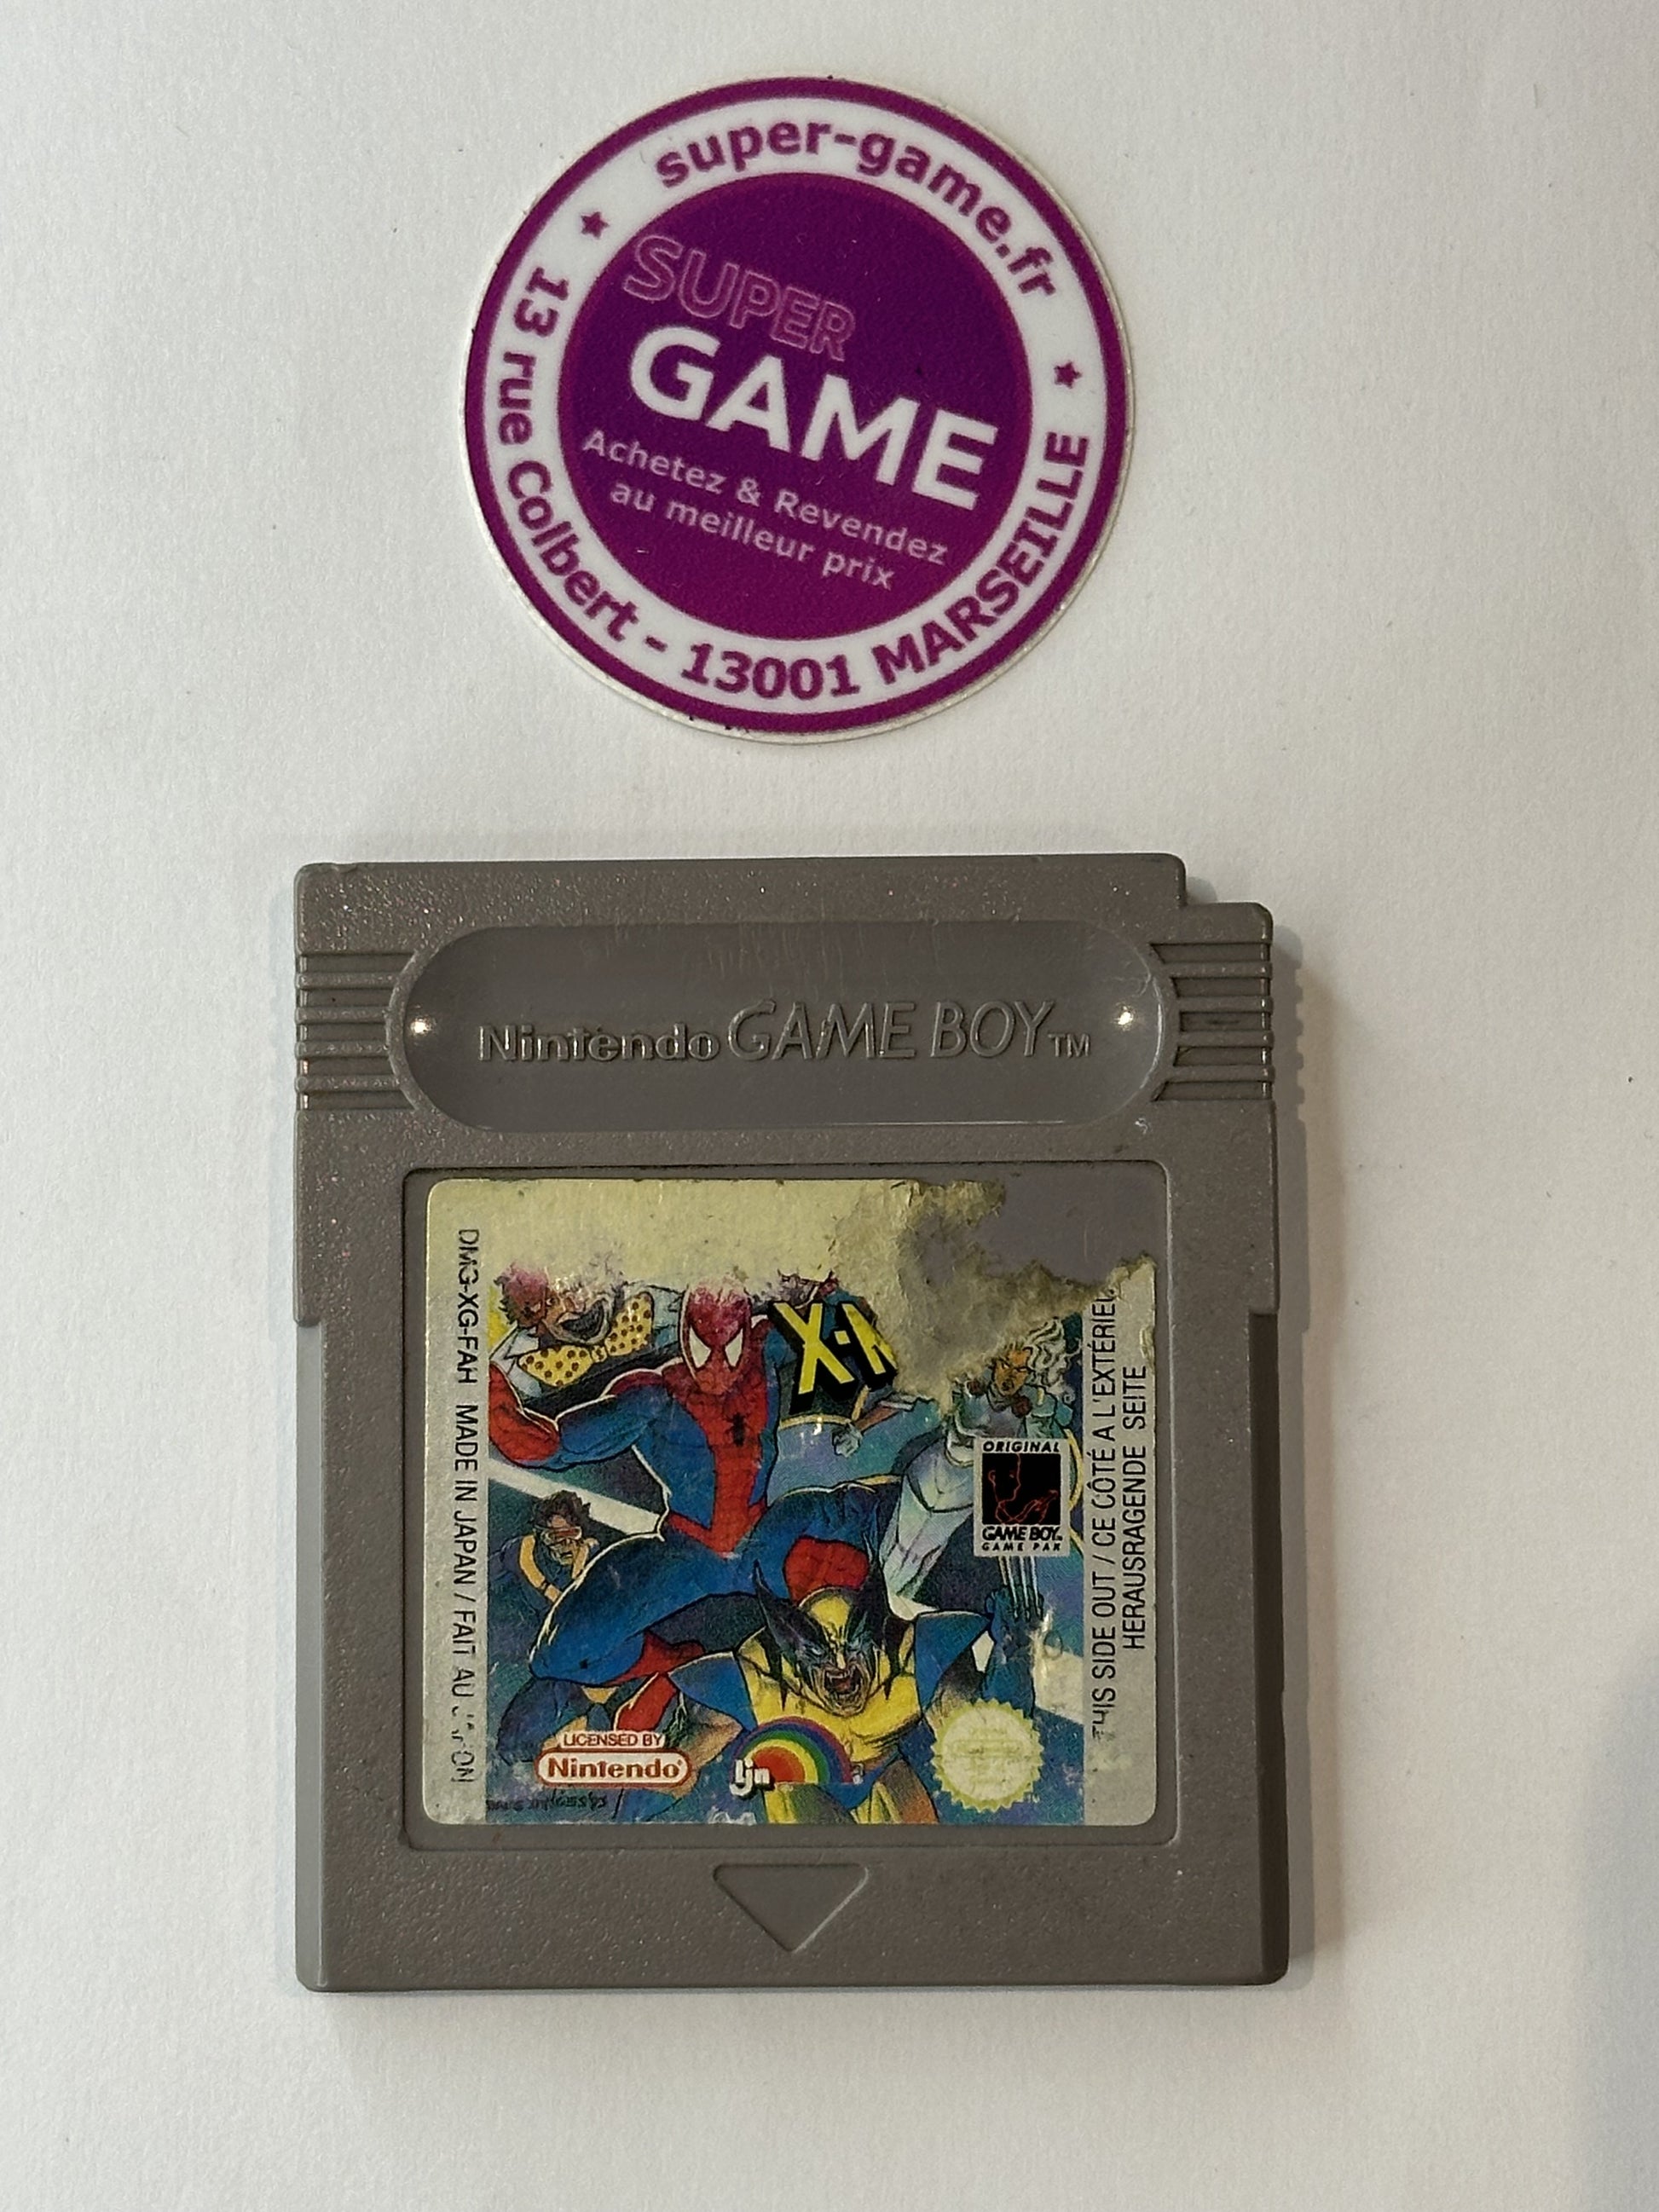 super-game.fr
SUPER
GAME
Achetez & Revendez
au meilleur prix
13 rue Colbert - 13001 MARSEILLE
Nintendo GAME BOY TM
DMG-XG-FAH MADE IN JAPAN / FAIT AU
X-
ORIGINAL
GAME BOY
GAME PAK
THIS SIDE OUT / CE CÔTÉ A L'EXTÉRIEU
HERAUSRAGENDE SEITE
LICENSED BY
Nintendo®
LJN